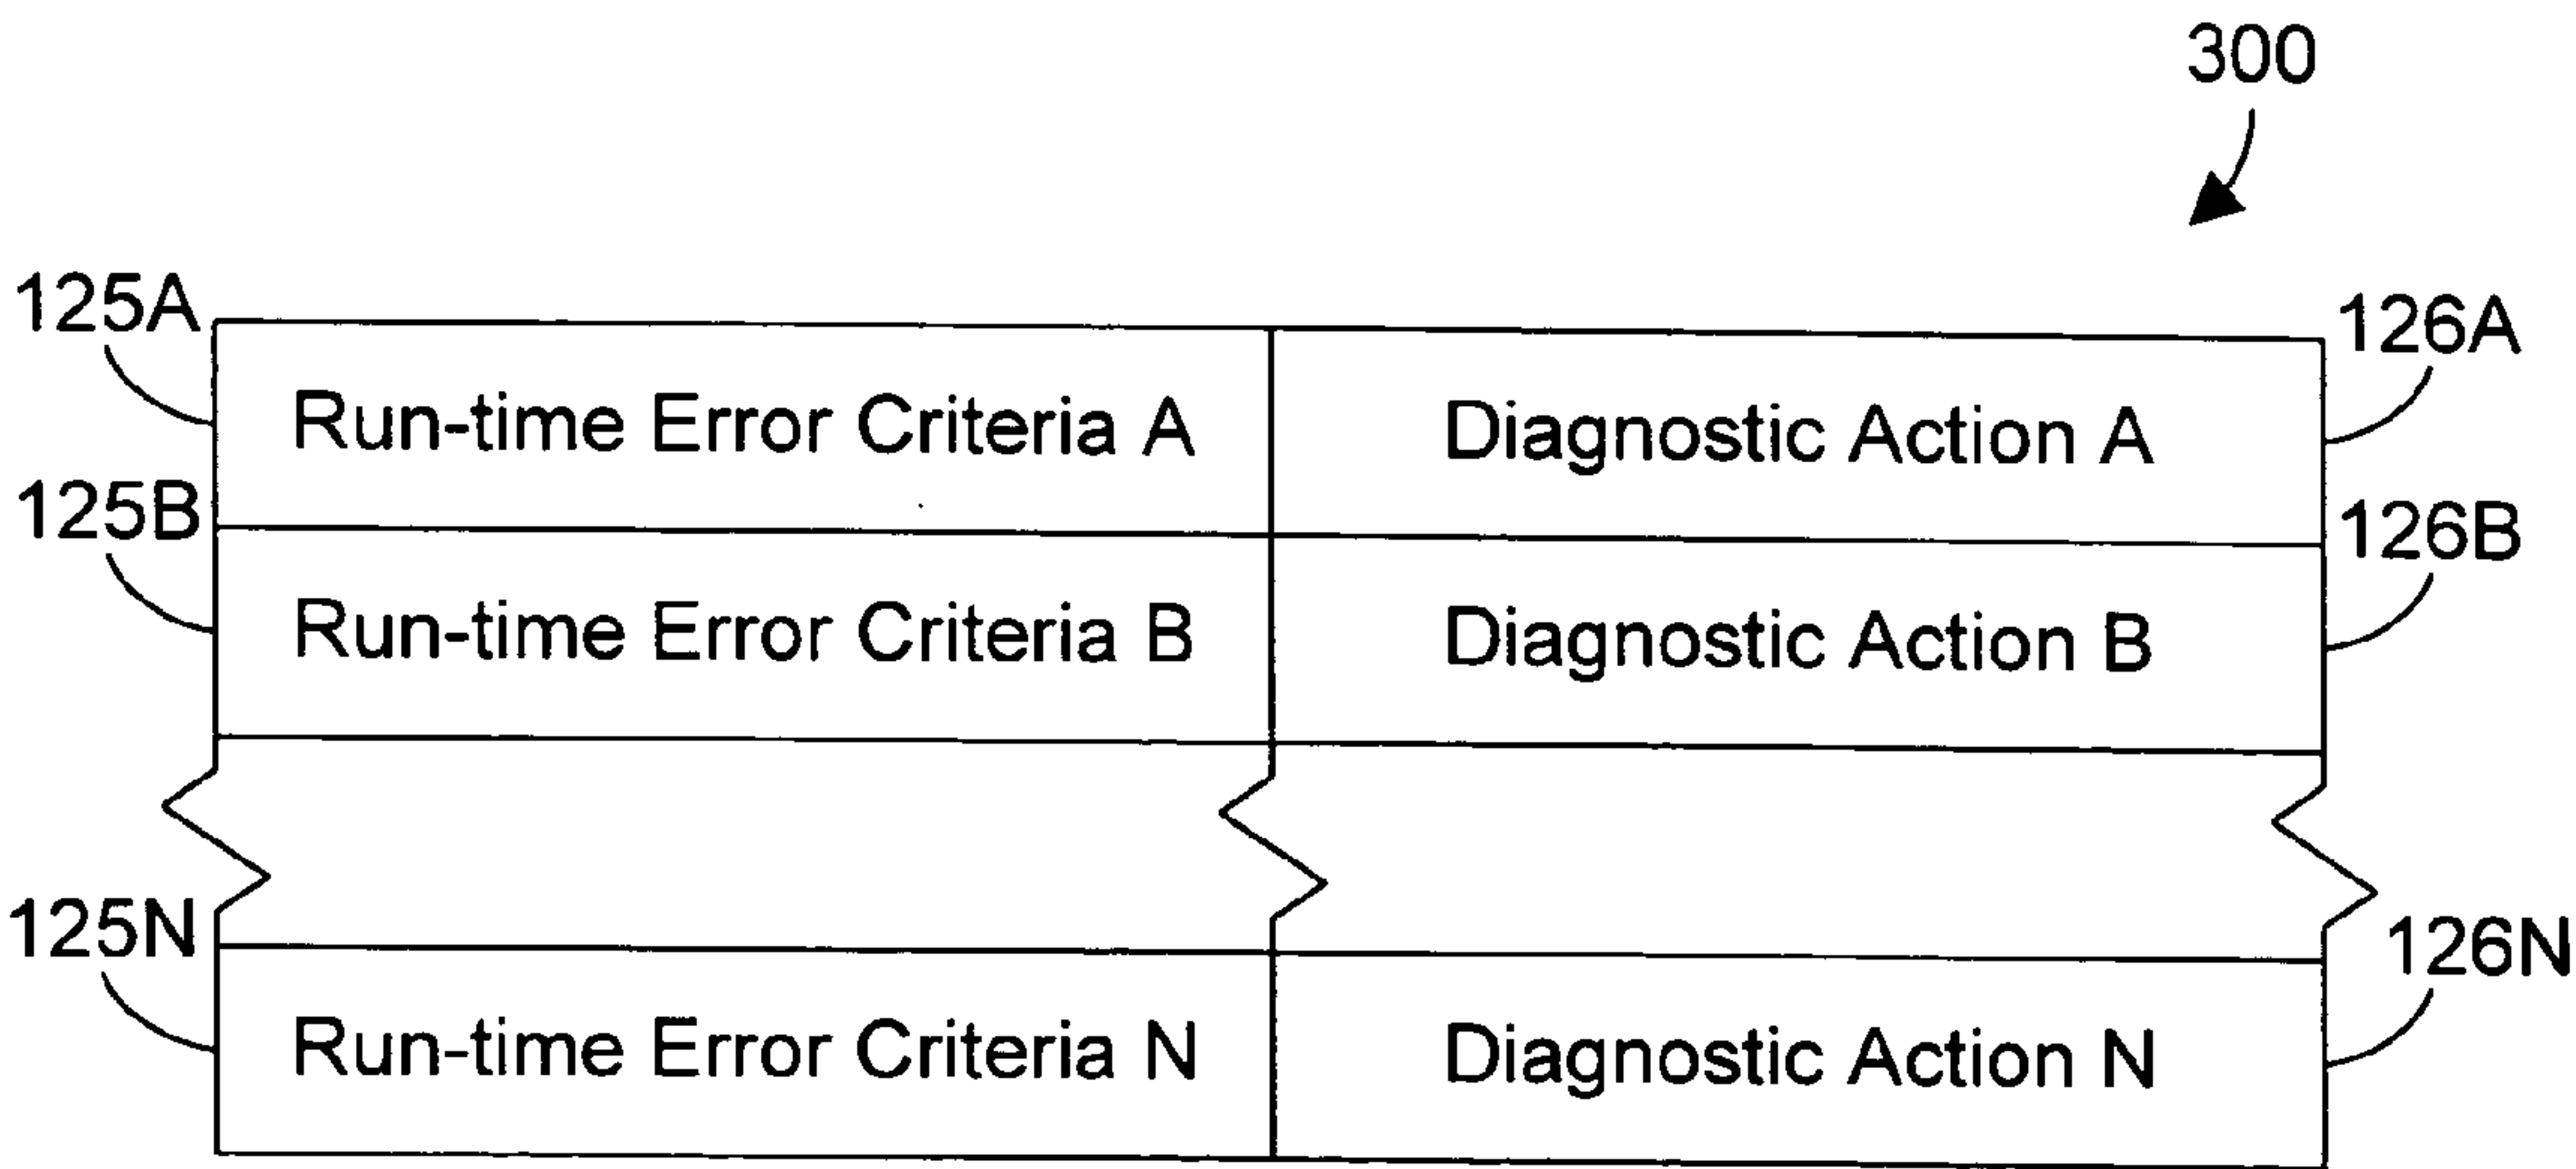 300
125A
126A
Run-time Error Criteria A
Diagnostic Action A
125B
126B
Run-time Error Criteria B
Diagnostic Action B
125N
126N
Run-time Error Criteria N
Diagnostic Action N